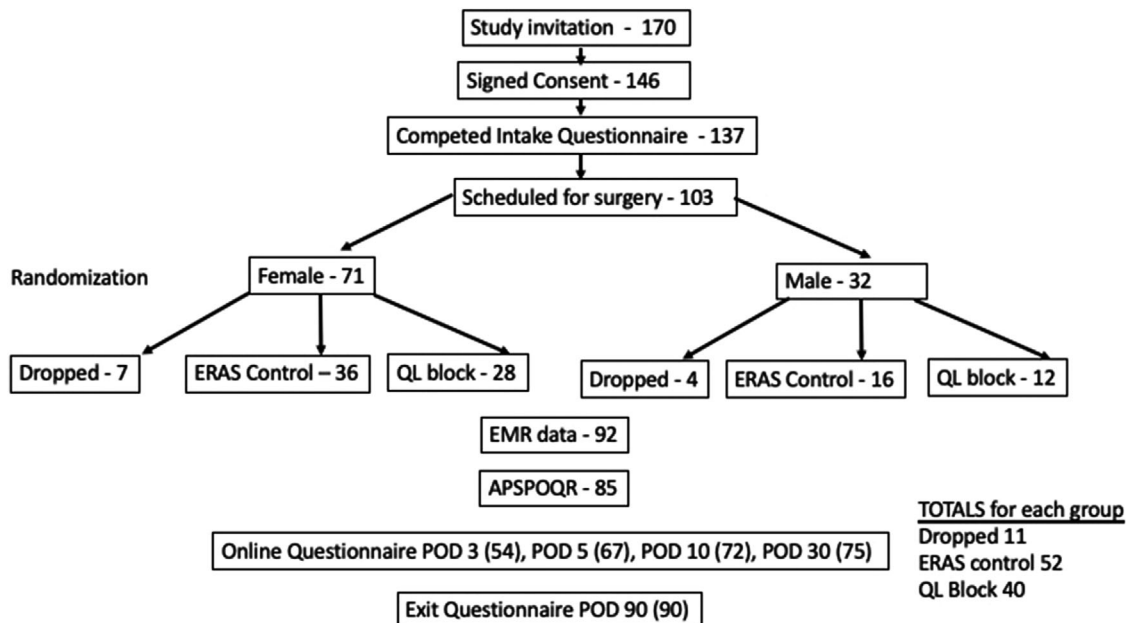 Study invitation - 170
Signed Consent - 146
Competed Intake Questionnaire - 137
Scheduled for surgery - 103
Randomization
Female - 71
Male - 32
Dropped - 7
ERAS Control – 36
QL block - 28
Dropped - 4
ERAS Control - 16
QL block - 12
EMR data - 92
APSPOQR - 85
Online Questionnaire POD 3 (54), POD 5 (67), POD 10 (72), POD 30 (75)
Exit Questionnaire POD 90 (90)
TOTALS for each group
Dropped 11
ERAS control 52
QL Block 40